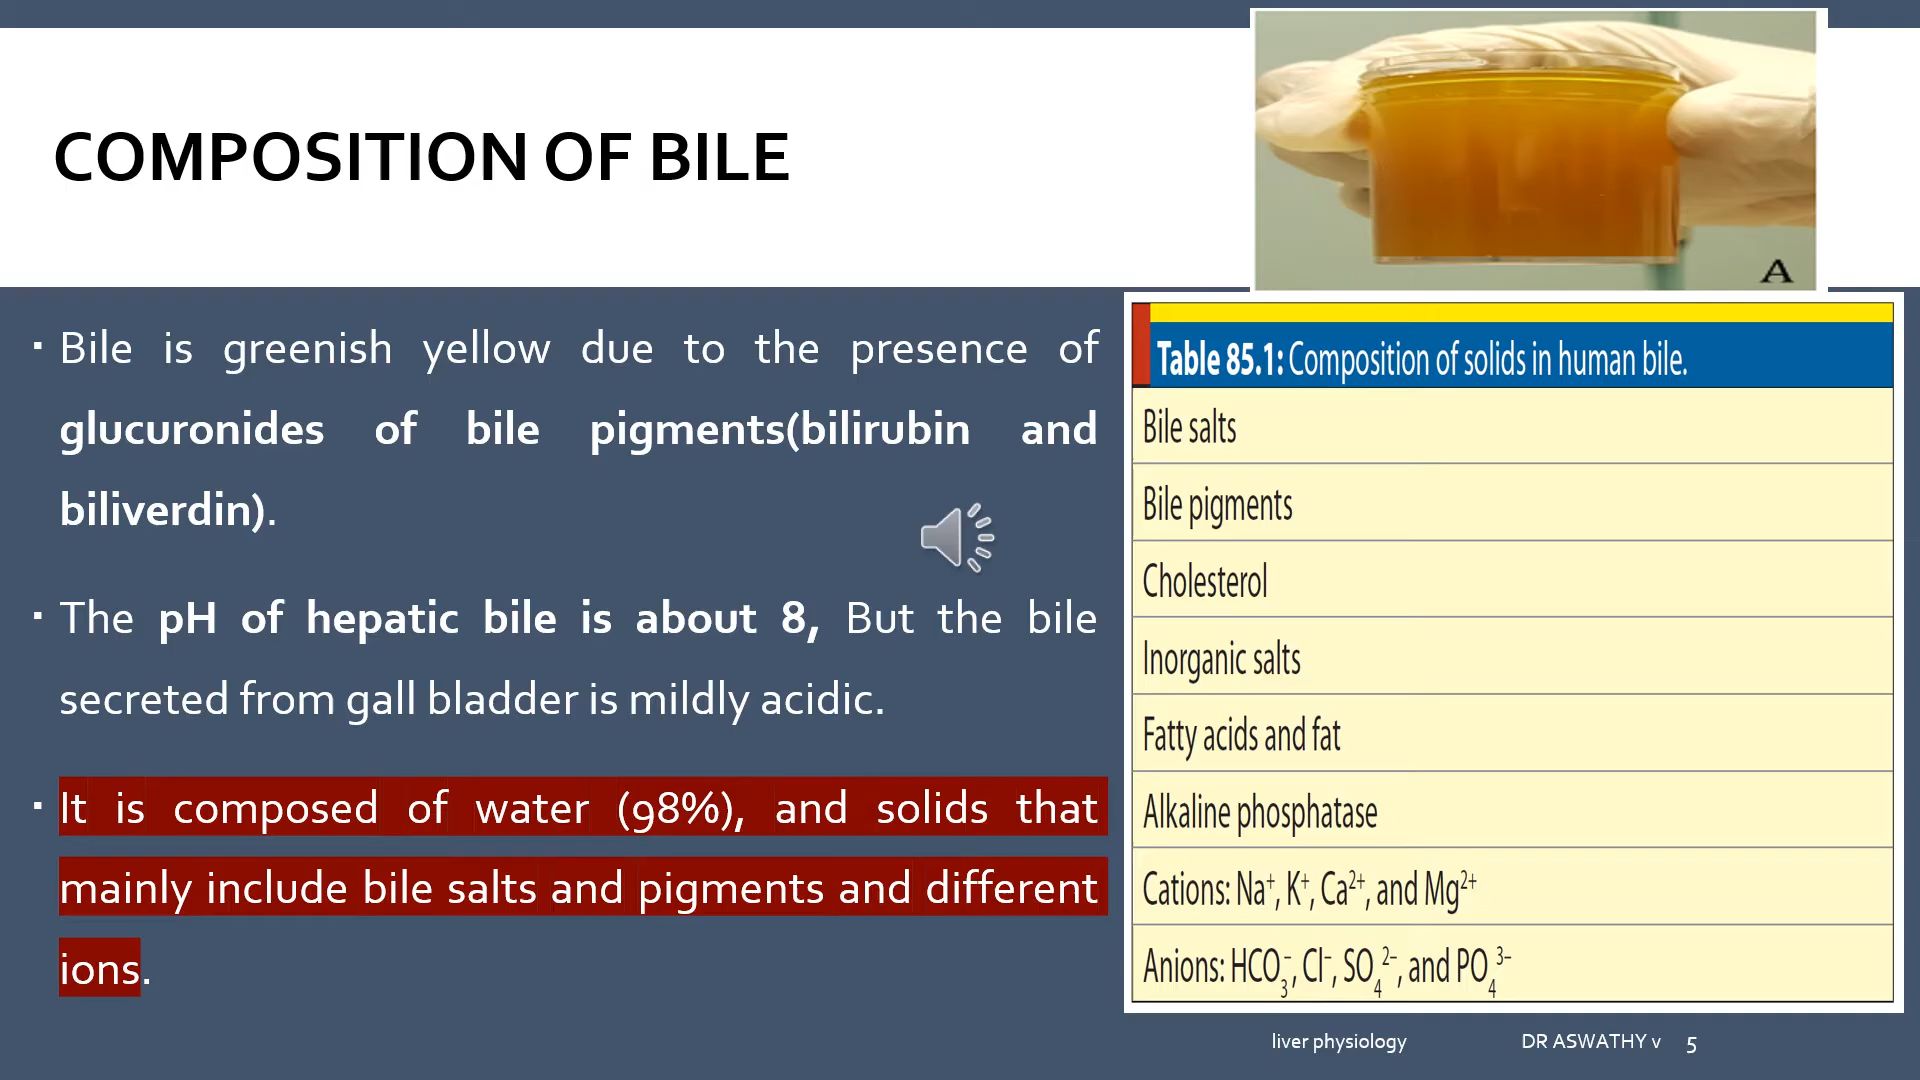 COMPOSITION OF BILE
A
▪ Bile is greenish yellow due to the presence of
glucuronides of bile pigments(bilirubin and
biliverdin).
▪ The pH of hepatic bile is about 8, But the bile
secreted from gall bladder is mildly acidic.
▪ It is composed of water (98%), and solids that
mainly include bile salts and pigments and different
ions.
Table 85.1: Composition of solids in human bile.
Bile salts
Bile pigments
Cholesterol
Inorganic salts
Fatty acids and fat
Alkaline phosphatase
Cations: Na⁺, K⁺, Ca²⁺, and Mg²⁺
Anions: HCO₃⁻, Cl⁻, SO₄²⁻, and PO₄³⁻
liver physiology DR ASWATHY v 5